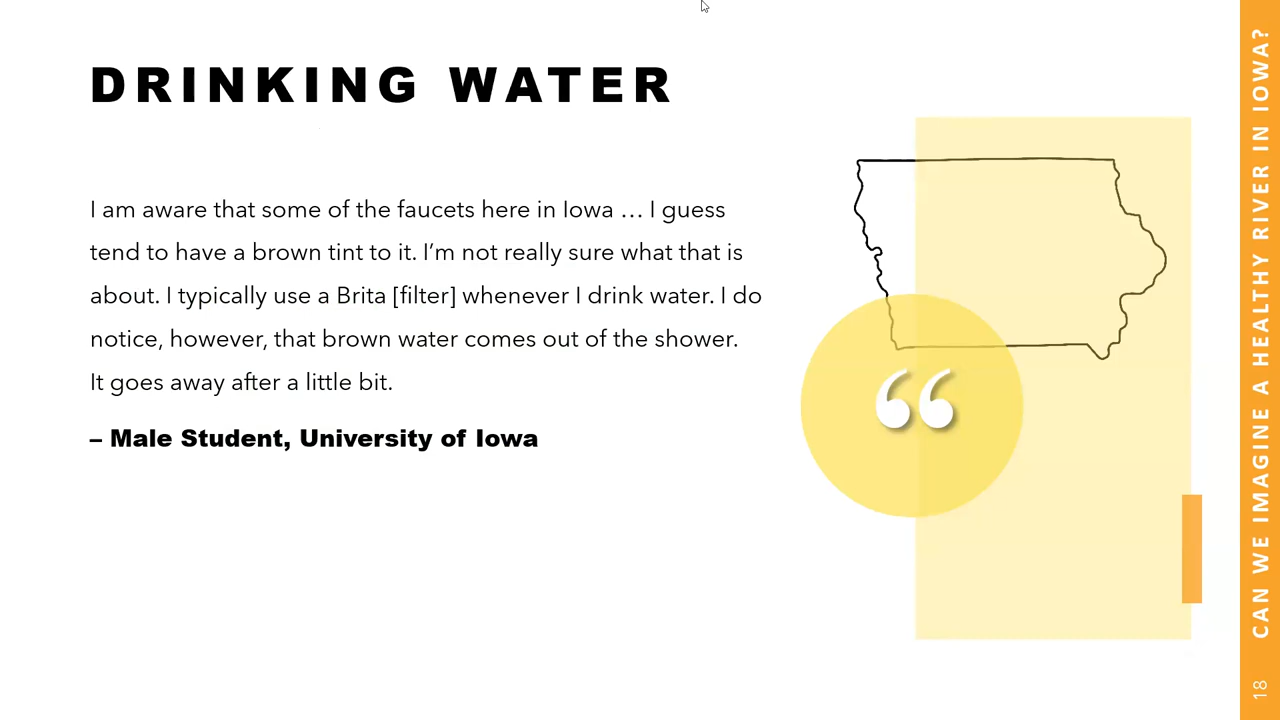 DRINKING WATER
I am aware that some of the faucets here in Iowa … I guess
tend to have a brown tint to it. I’m not really sure what that is
about. I typically use a Brita [filter] whenever I drink water. I do
notice, however, that brown water comes out of the shower.
It goes away after a little bit.
– Male Student, University of Iowa
“
CAN WE IMAGINE A HEALTHY RIVER IN IOWA?
18